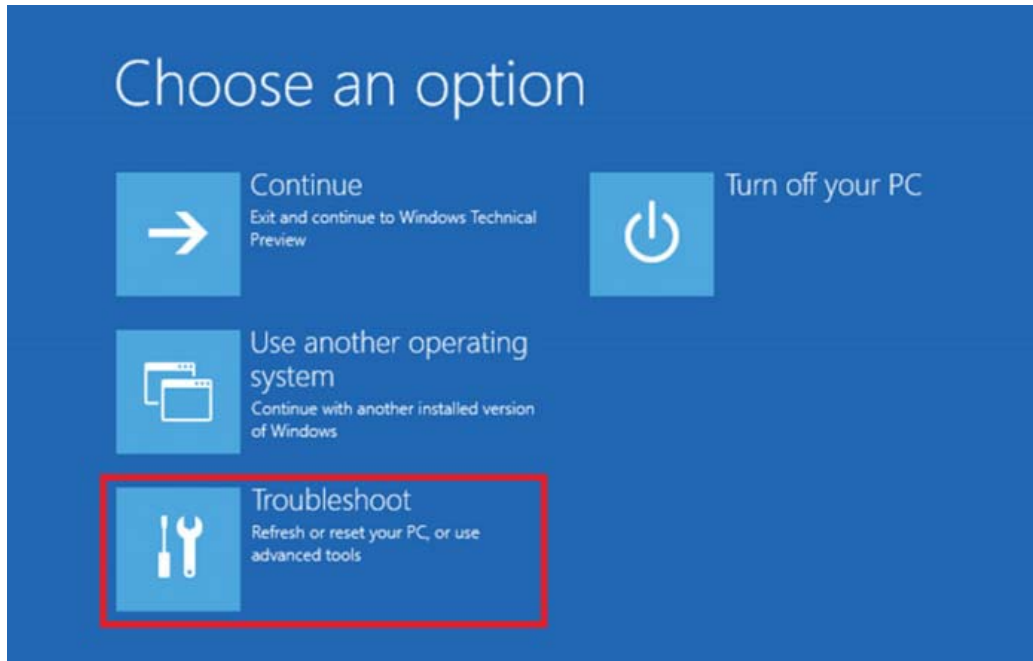 Choose an option
Continue
Exit and continue to Windows Technical
Preview
Turn off your PC
Use another operating
system
Continue with another installed version
of Windows
Troubleshoot
Refresh or reset your PC, or use
advanced tools